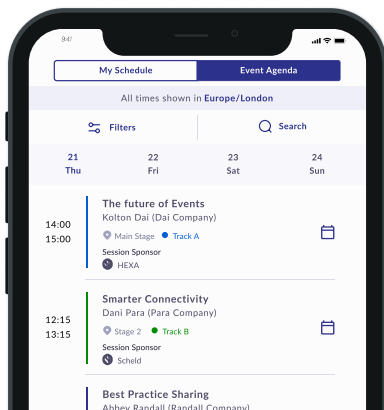 9:41
My Schedule
Event Agenda
All times shown in Europe/London
Filters
Search
21 22 23 24
Thu Fri Sat Sun
The future of Events
Kolton Dai (Dai Company)
14:00
15:00
Main Stage Track A
Session Sponsor
HEXA
Smarter Connectivity
Dani Para (Para Company)
12:15
13:15
Stage 2 Track B
Session Sponsor
Scheld
Best Practice Sharing
Abbey Randall (Randall Company)